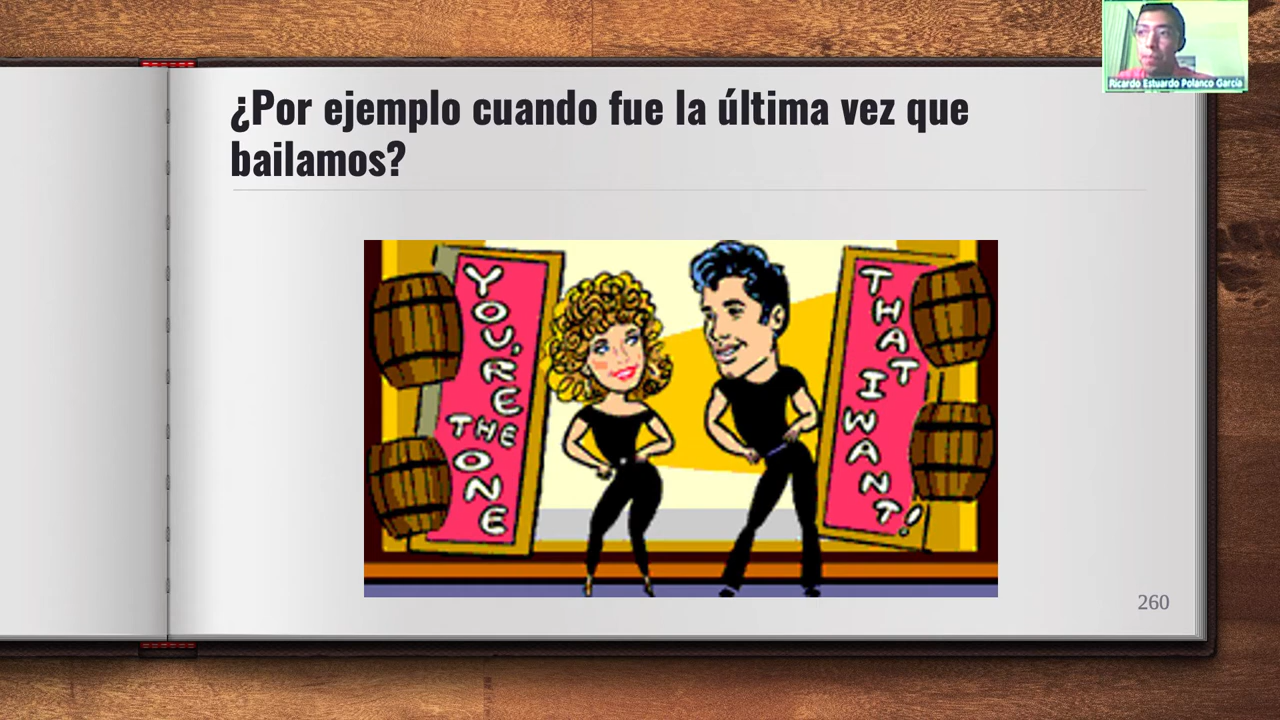 Ricardo Estuardo Polanco García
¿Por ejemplo cuando fue la última vez que
bailamos?
YOU'RE
THE
ONE
THAT
I
WANT!
260